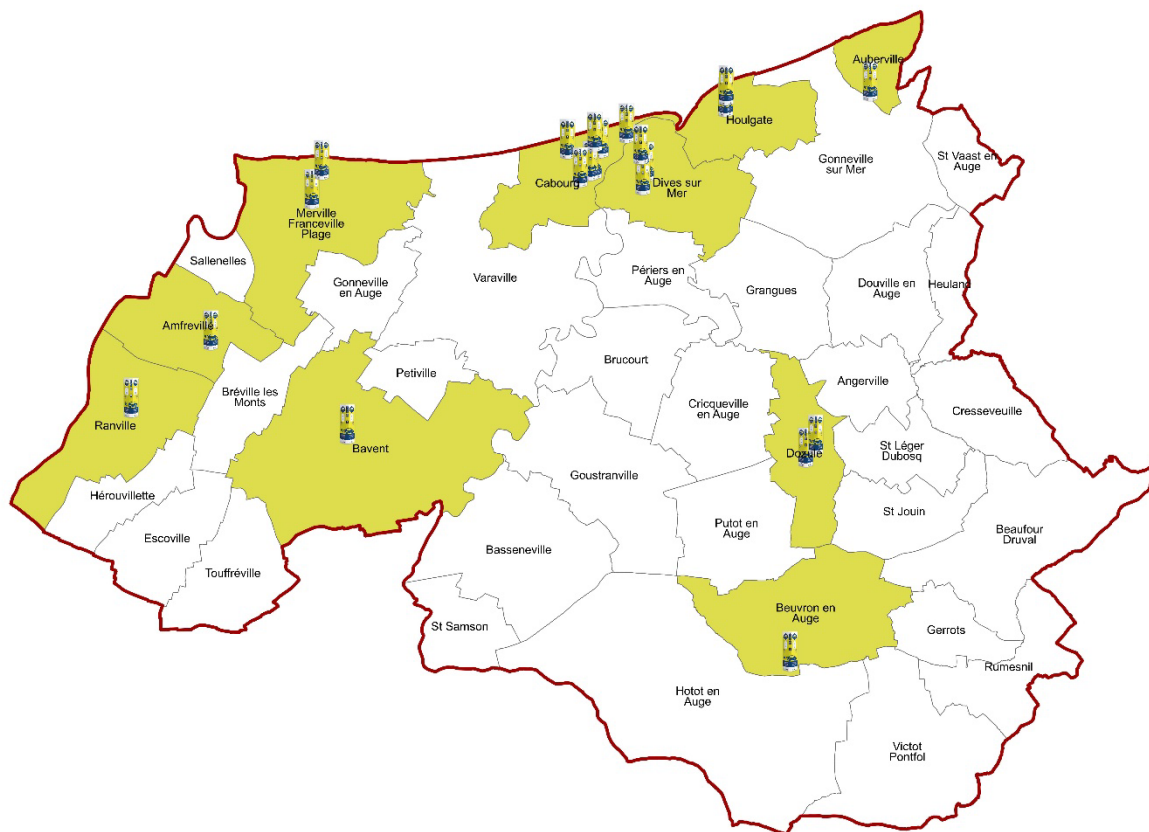 Auberville
Houlgate
Gonneville
sur Mer
St Vaast en
Auge
Cabourg
Dives sur
Mer
Merville
Franceville
Plage
Sallenelles
Gonneville
en Auge
Varaville
Périers en
Auge
Grangues
Douville en
Auge
Heuland
Amfreville
Bréville les
Monts
Petiville
Brucourt
Cricqueville
en Auge
Angerville
Cresseveuille
Ranville
Bavent
Dozulé
St Léger
Dubosq
Goustranville
Hérouvillette
Escoville
Touffréville
Basseneville
Putot en
Auge
St Jouin
Beaufour
Druval
St Samson
Beuvron en
Auge
Gerrots
Rumesnil
Hotot en
Auge
Victot
Pontfol